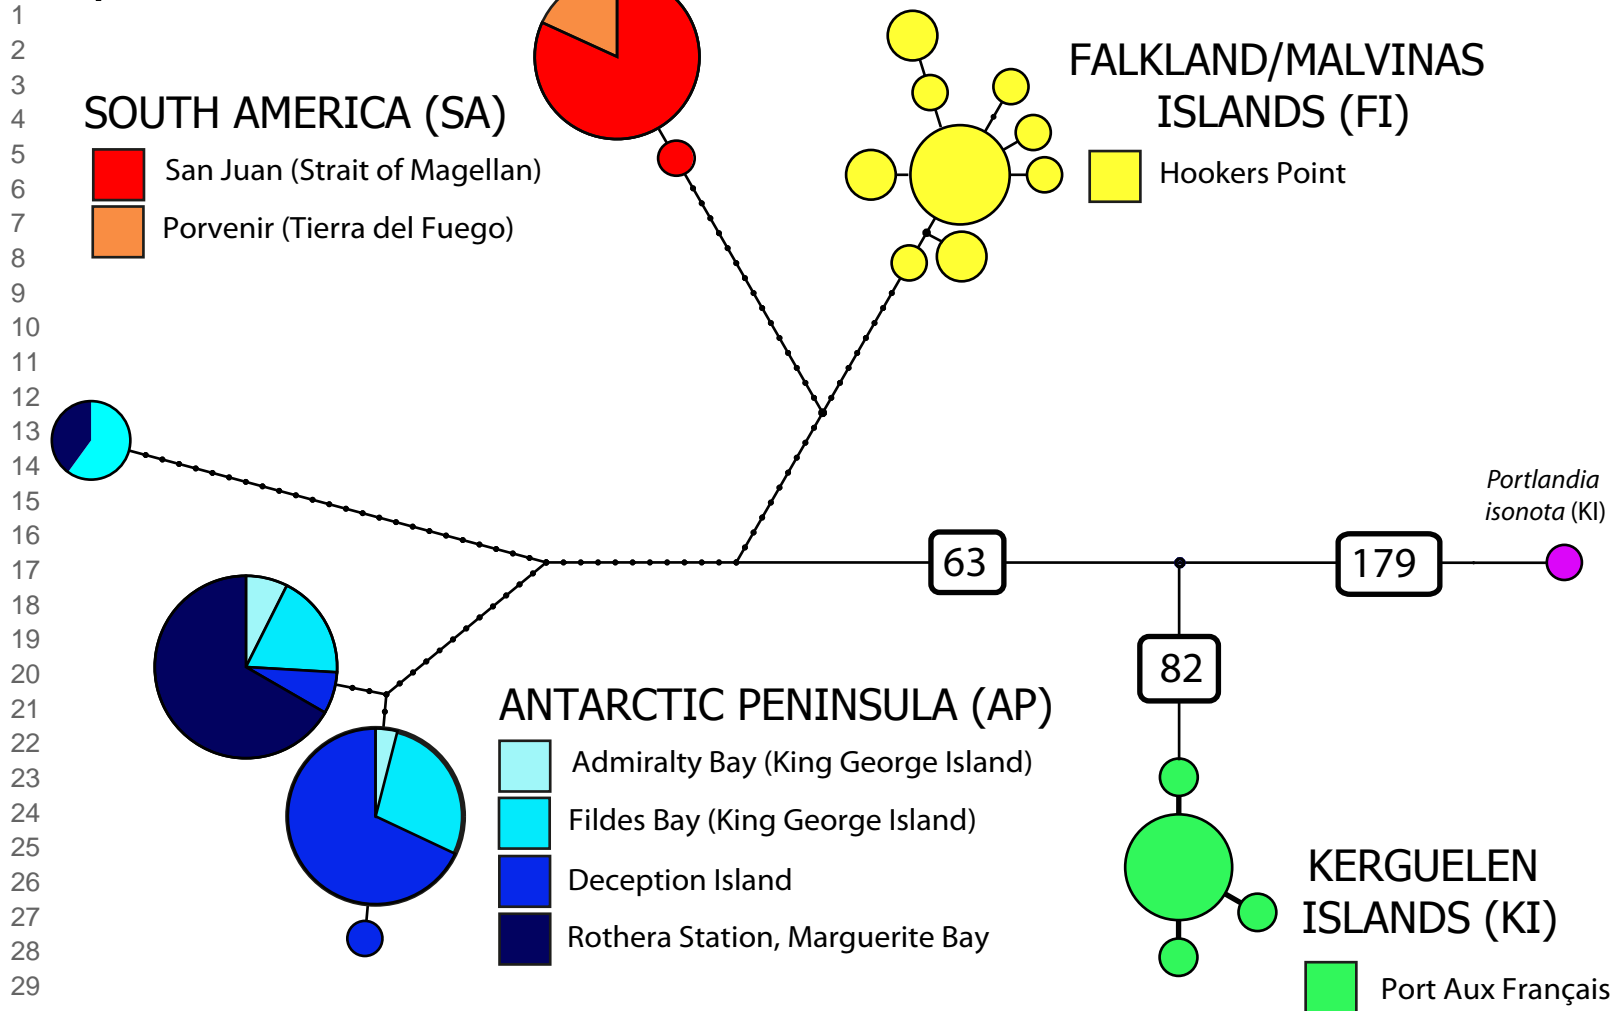 1
2
3
4
5
6
7
8
9
10
11
12
13
14
15
16
17
18
19
20
21
22
23
24
25
26
27
28
29
SOUTH AMERICA (SA)
San Juan (Strait of Magellan)
Porvenir (Tierra del Fuego)
FALKLAND/MALVINAS
ISLANDS (FI)
Hookers Point
Portlandia
isonota (KI)
63
179
82
ANTARCTIC PENINSULA (AP)
Admiralty Bay (King George Island)
Fildes Bay (King George Island)
Deception Island
Rothera Station, Marguerite Bay
KERGUELEN
ISLANDS (KI)
Port Aux Français